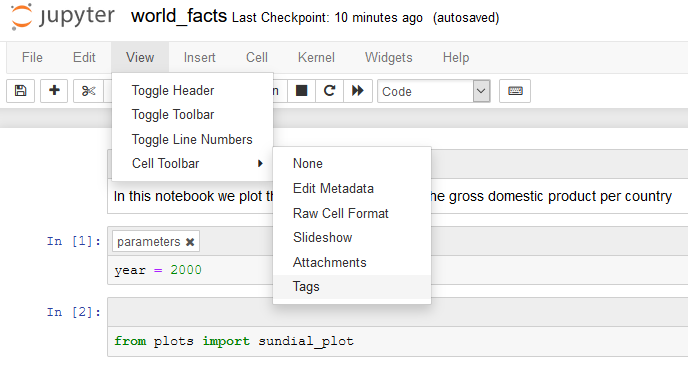 jupyter world_facts Last Checkpoint: 10 minutes ago (autosaved)
File Edit View Insert Cell Kernel Widgets Help
Toggle Header
Toggle Toolbar
Toggle Line Numbers
Cell Toolbar
n
Code
None
Edit Metadata
Raw Cell Format
Slideshow
Attachments
Tags
In this notebook we plot th he gross domestic product per country
In [1]: parameters ✖
year = 2000
In [2]:
from plots import sundial_plot